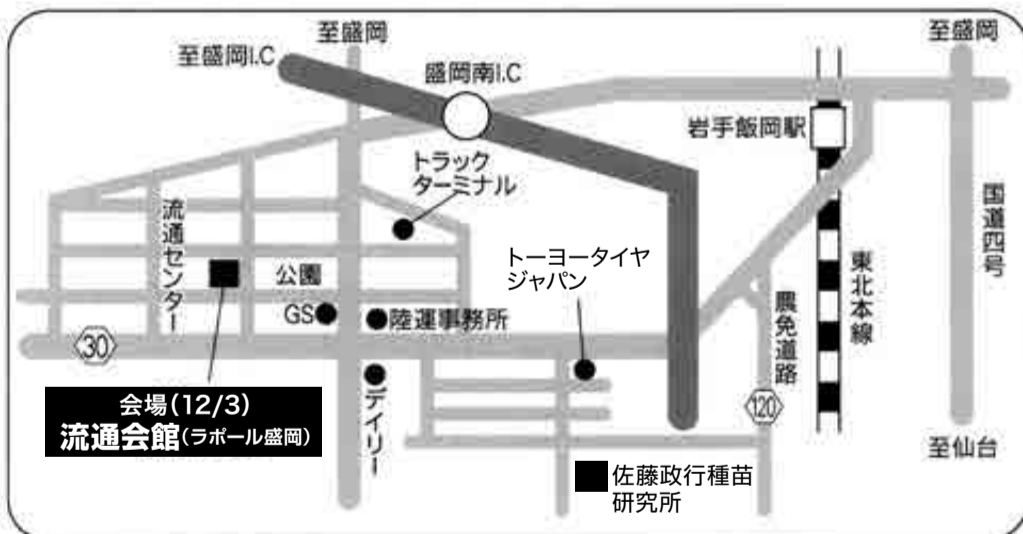 至盛岡
至盛岡
至盛岡I.C
盛岡南I.C
岩手飯岡駅
トラック
ターミナル
流通センター
国道四号
トーヨータイヤ
ジャパン
東北本線
公園
農免道路
GS
陸運事務所
30
デイリー
120
会場(12/3)
流通会館(ラポール盛岡)
至仙台
佐藤政行種苗
研究所